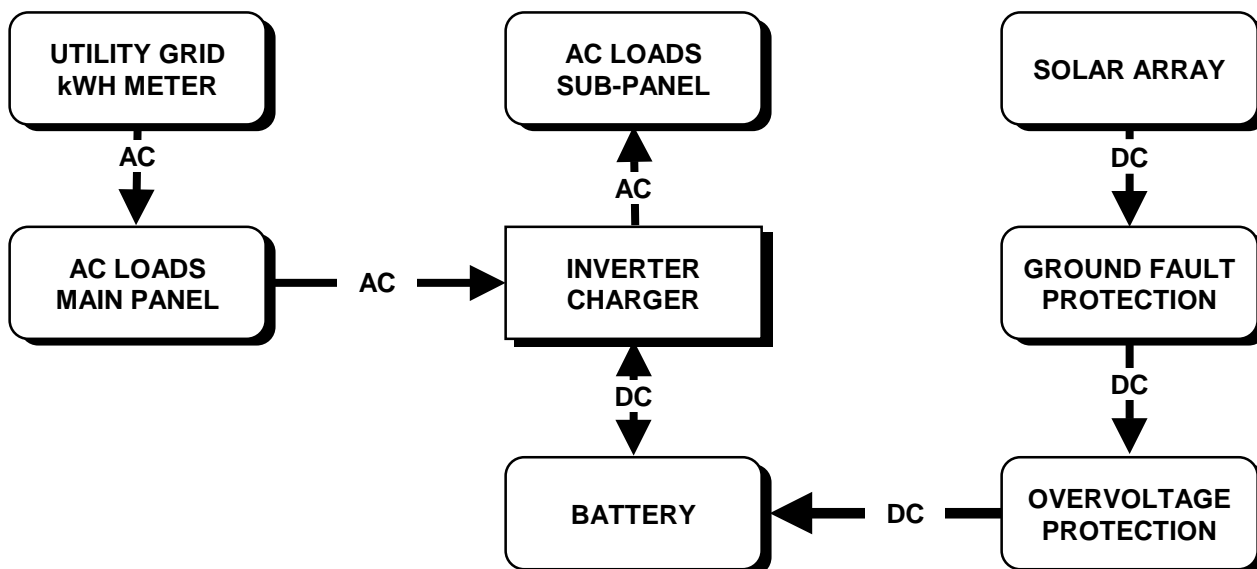 UTILITY GRID
kWH METER
AC LOADS
SUB-PANEL
SOLAR ARRAY
AC
AC
DC
AC LOADS
MAIN PANEL
AC
INVERTER
CHARGER
GROUND FAULT
PROTECTION
DC
DC
BATTERY
DC
OVERVOLTAGE
PROTECTION